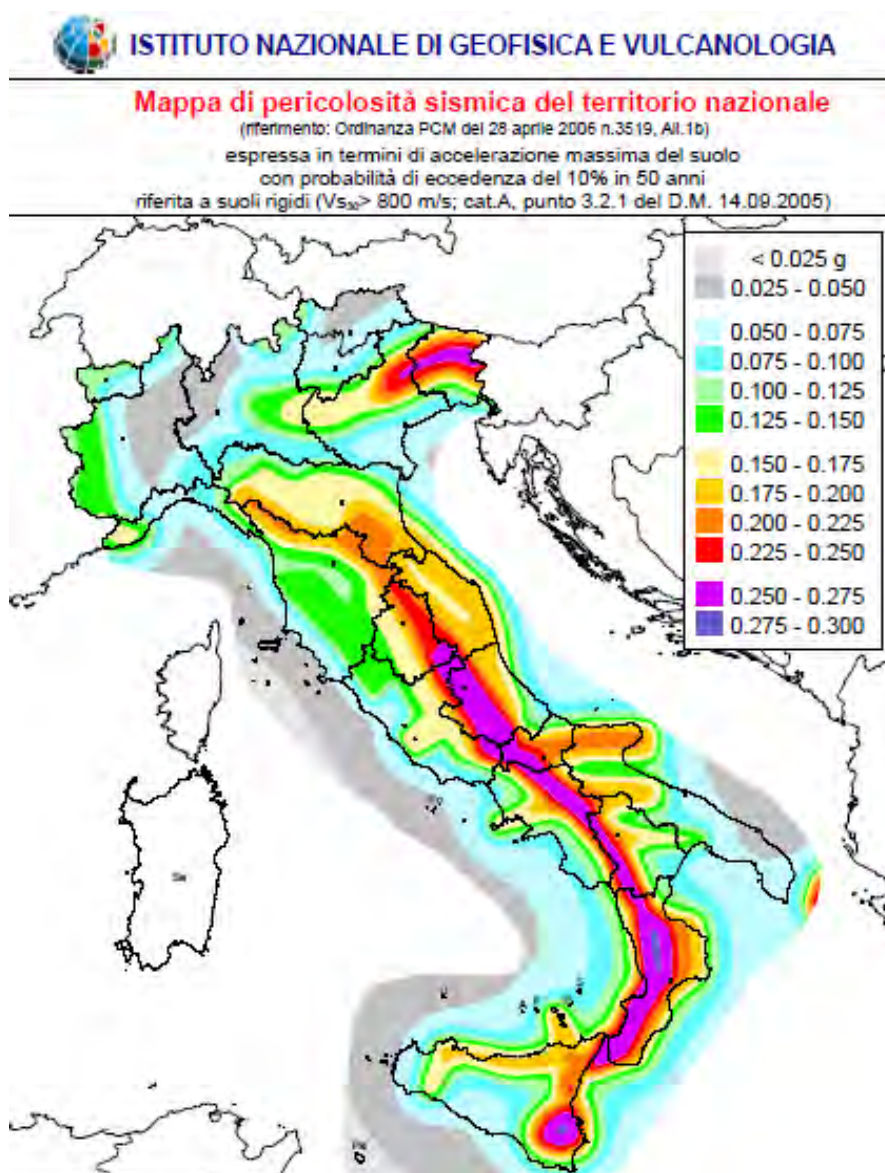 ISTITUTO NAZIONALE DI GEOFISICA E VULCANOLOGIA
Mappa di pericolosità sismica del territorio nazionale
(riferimento: Ordinanza PCM del 28 aprile 2006 n.3519, All.1b)
espressa in termini di accelerazione massima del suolo
con probabilità di eccedenza del 10% in 50 anni
riferita a suoli rigidi (Vs₃₀> 800 m/s; cat.A, punto 3.2.1 del D.M. 14.09.2005)
< 0.025 g
0.025 - 0.050
0.050 - 0.075
0.075 - 0.100
0.100 - 0.125
0.125 - 0.150
0.150 - 0.175
0.175 - 0.200
0.200 - 0.225
0.225 - 0.250
0.250 - 0.275
0.275 - 0.300